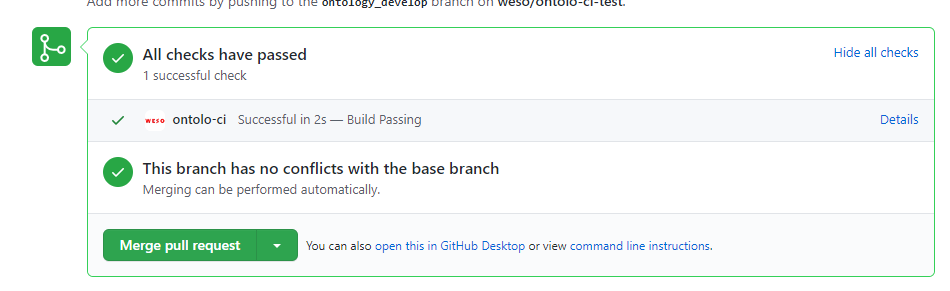 Add more commits by pushing to the ontology_develop branch on weso/ontolo-ci-test.
All checks have passed
Hide all checks
1 successful check
WESO ontolo-ci Successful in 2s — Build Passing
Details
This branch has no conflicts with the base branch
Merging can be performed automatically.
Merge pull request
You can also open this in GitHub Desktop or view command line instructions.